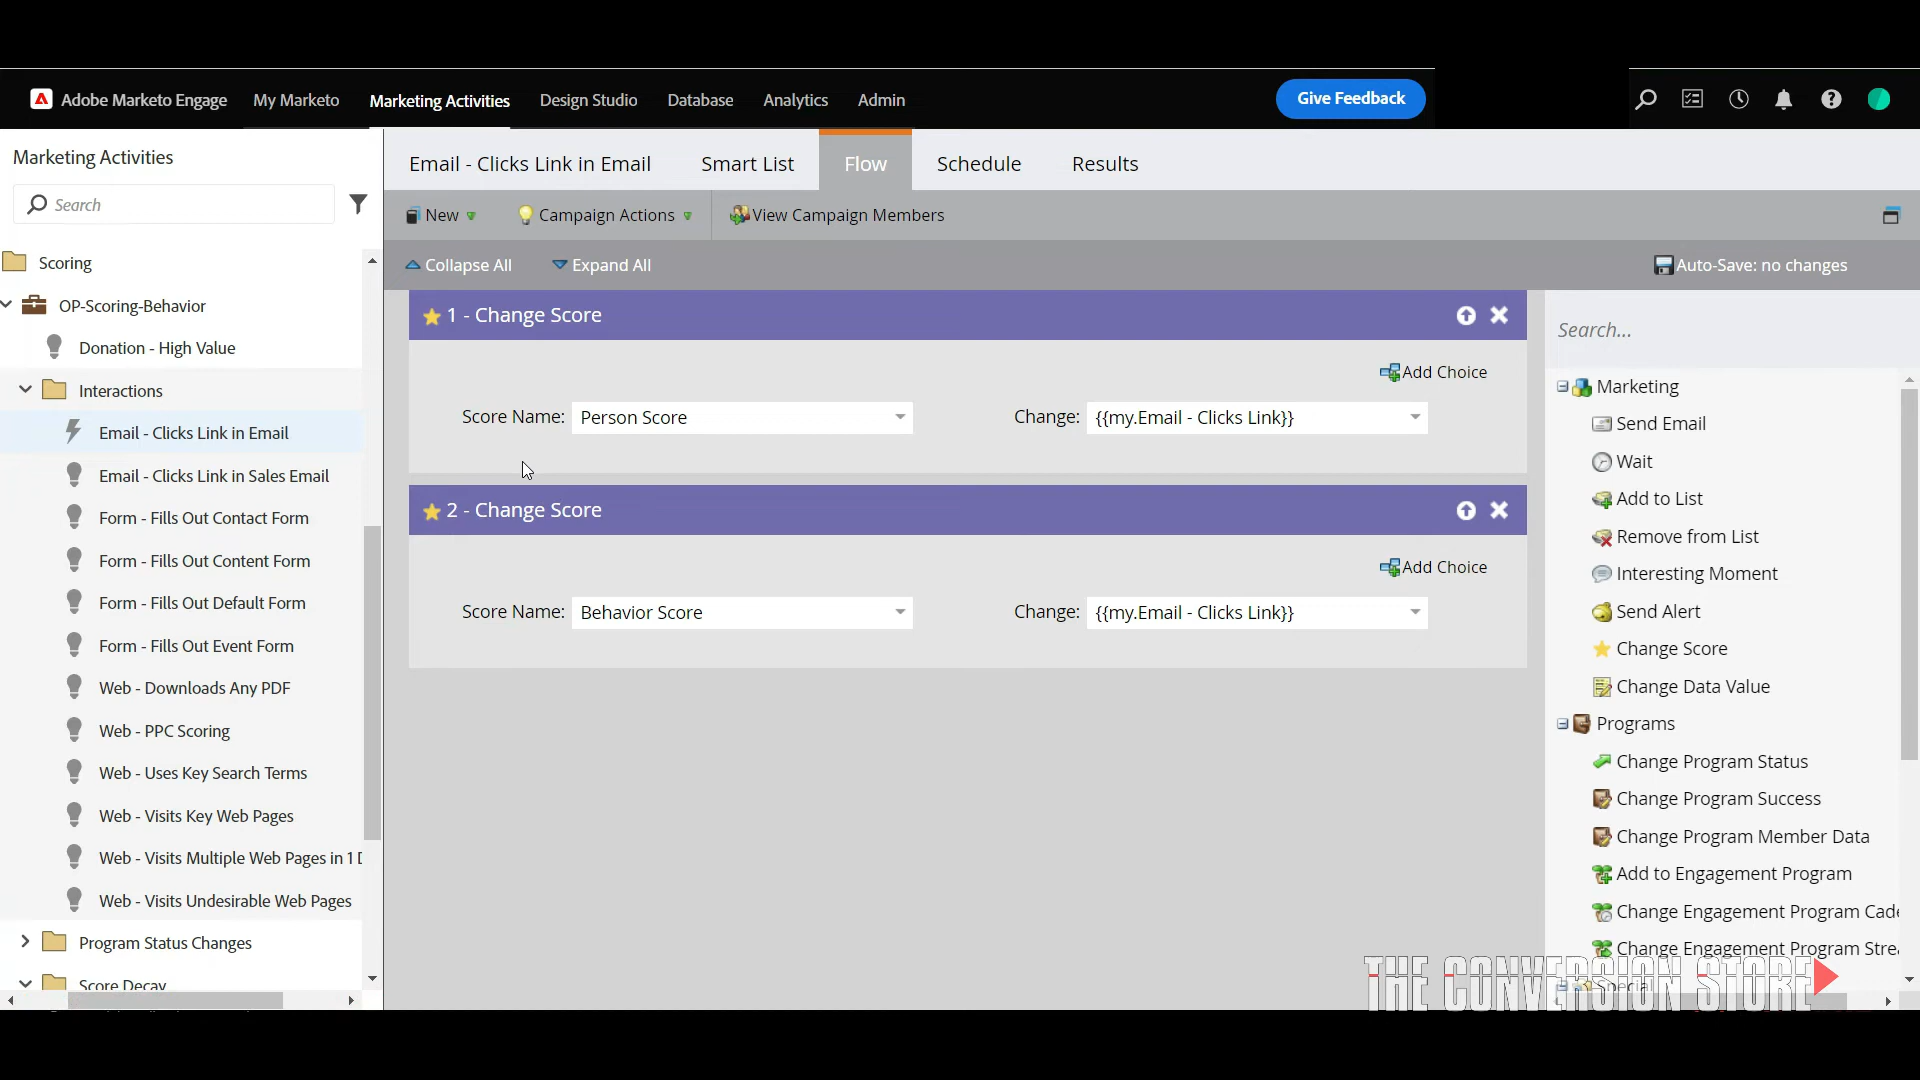 Adobe Marketo Engage
My Marketo
Marketing Activities
Design Studio
Database
Analytics
Admin
Give Feedback
Marketing Activities
Search
Scoring
OP-Scoring-Behavior
Donation - High Value
Interactions
Email - Clicks Link in Email
Email - Clicks Link in Sales Email
Form - Fills Out Contact Form
Form - Fills Out Content Form
Form - Fills Out Default Form
Form - Fills Out Event Form
Web - Downloads Any PDF
Web - PPC Scoring
Web - Uses Key Search Terms
Web - Visits Key Web Pages
Web - Visits Multiple Web Pages in 1 D
Web - Visits Undesirable Web Pages
Program Status Changes
Score Decay
Email - Clicks Link in Email
Smart List
Flow
Schedule
Results
New
Campaign Actions
View Campaign Members
Collapse All
Expand All
Auto-Save: no changes
1 - Change Score
Add Choice
Score Name: Person Score
Change: {{my.Email - Clicks Link}}
2 - Change Score
Add Choice
Score Name: Behavior Score
Change: {{my.Email - Clicks Link}}
Search...
Marketing
Send Email
Wait
Add to List
Remove from List
Interesting Moment
Send Alert
Change Score
Change Data Value
Programs
Change Program Status
Change Program Success
Change Program Member Data
Add to Engagement Program
Change Engagement Program Cade
Change Engagement Program Strea
Special
THE CONVERSION STORE